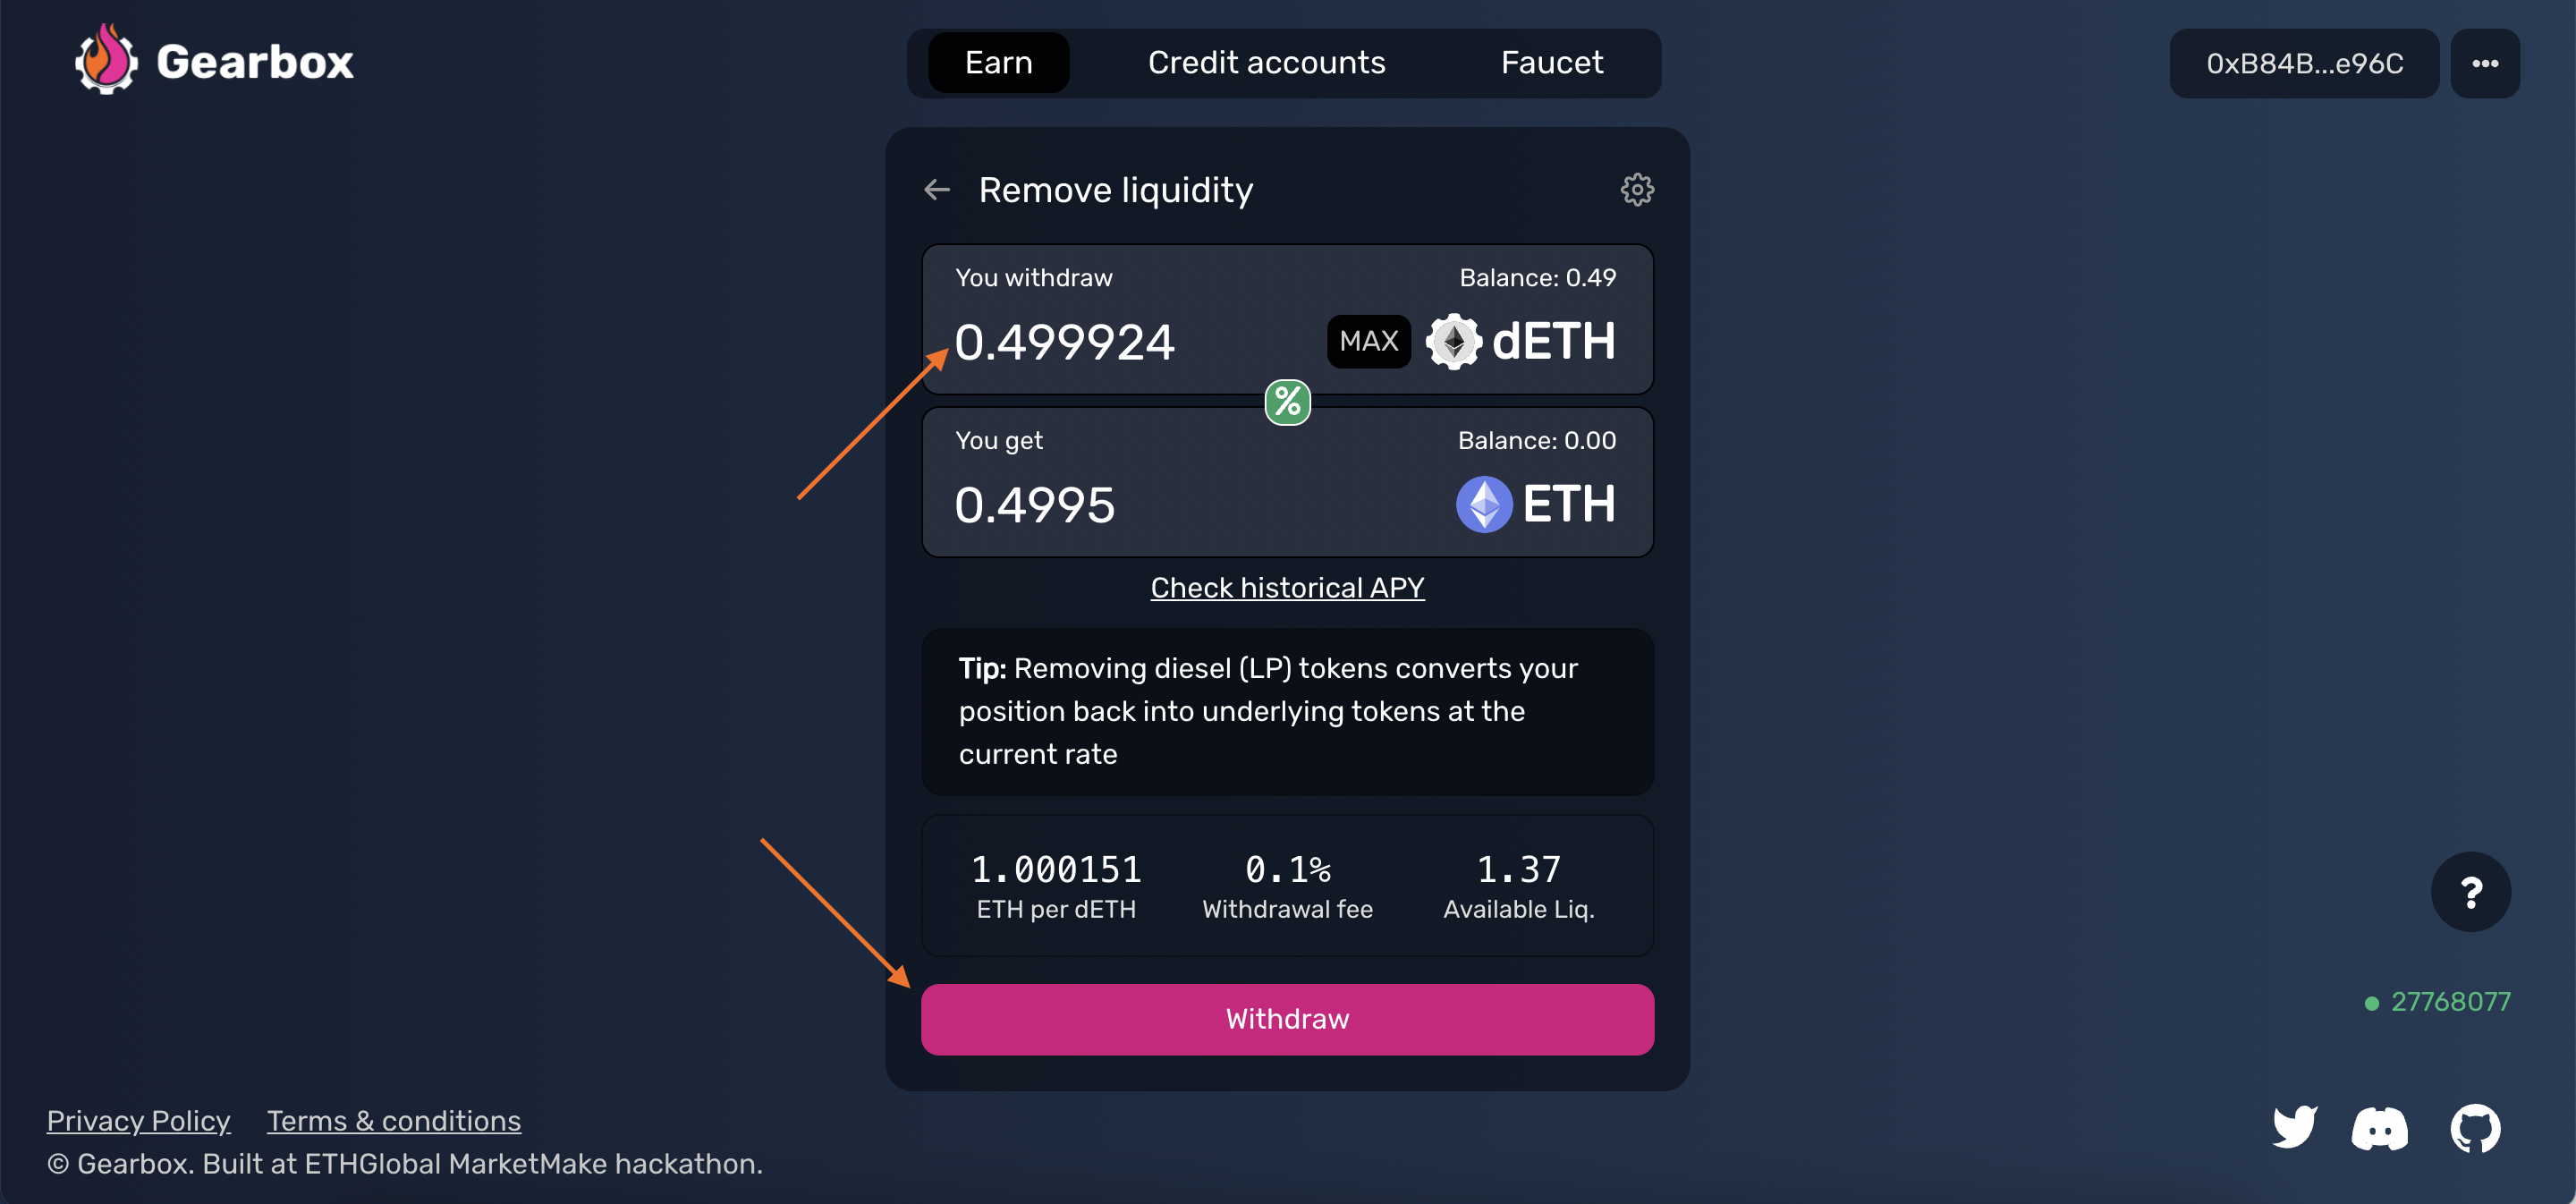 Gearbox
Earn
Credit accounts
Faucet
0xB84B...e96C
Remove liquidity
You withdraw
Balance: 0.49
0.499924
MAX
dETH
%
You get
Balance: 0.00
0.4995
ETH
Check historical APY
Tip: Removing diesel (LP) tokens converts your
position back into underlying tokens at the
current rate
1.000151
0.1%
1.37
ETH per dETH
Withdrawal fee
Available Liq.
?
27768077
Withdraw
Privacy Policy
Terms & conditions
© Gearbox. Built at ETHGlobal MarketMake hackathon.